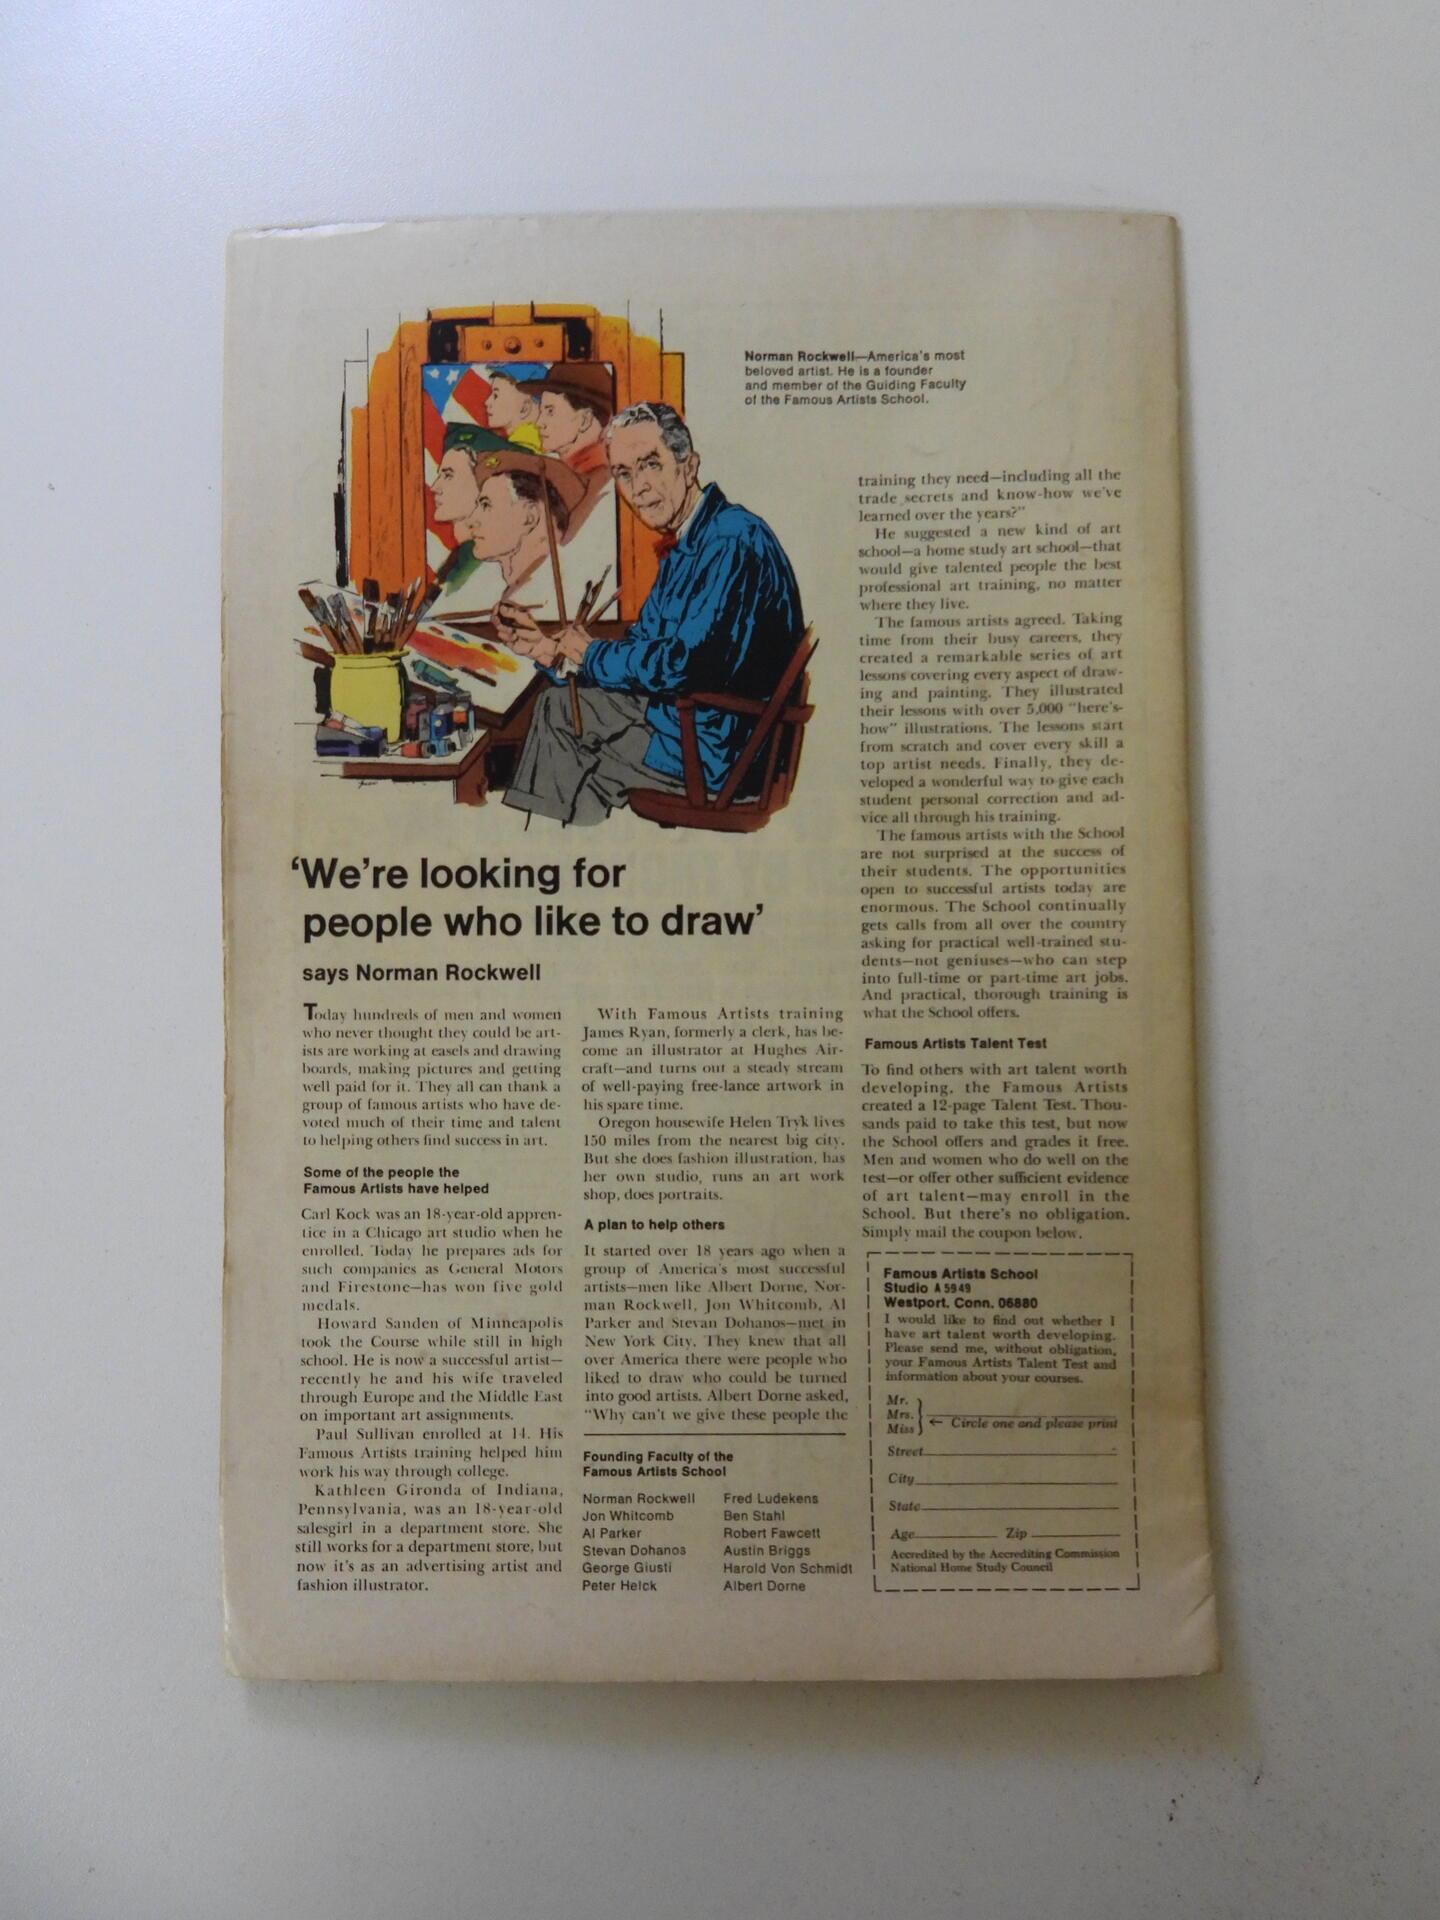 Norman Rockwell—America's most
beloved artist. He is a founder
and member of the Guiding Faculty
of the Famous Artists School.
'We're looking for
people who like to draw'
says Norman Rockwell
Today hundreds of men and women
who never thought they could be art-
ists are working at easels and drawing
boards, making pictures and getting
well paid for it. They all can thank a
group of famous artists who have de-
voted much of their time and talent
to helping others find success in art.
Some of the people the
Famous Artists have helped
Carl Kock was an 18-year-old appren-
tice in a Chicago art studio when he
enrolled. Today he prepares ads for
such companies as General Motors
and Firestone—has won five gold
medals.
Howard Sanden of Minneapolis
took the Course while still in high
school. He is now a successful artist—
recently he and his wife traveled
through Europe and the Middle East
on important art assignments.
Paul Sullivan enrolled at 14. His
Famous Artists training helped him
work his way through college.
Kathleen Gironda of Indiana,
Pennsylvania, was an 18-year-old
salesgirl in a department store. She
still works for a department store, but
now it's as an advertising artist and
fashion illustrator.
With Famous Artists training
James Ryan, formerly a clerk, has be-
come an illustrator at Hughes Air-
craft—and turns out a steady stream
of well-paying free-lance artwork in
his spare time.
Oregon housewife Helen Tryk lives
150 miles from the nearest big city.
But she does fashion illustration, has
her own studio, runs an art work
shop, does portraits.
A plan to help others
It started over 18 years ago when a
group of America's most successful
artists—men like Albert Dorne, Nor-
man Rockwell, Jon Whitcomb, Al
Parker and Stevan Dohanos—met in
New York City. They knew that all
over America there were people who
liked to draw who could be turned
into good artists. Albert Dorne asked,
"Why can't we give these people the
training they need—including all the
trade secrets and know-how we've
learned over the years?"
He suggested a new kind of art
school—a home study art school—that
would give talented people the best
professional art training, no matter
where they live.
The famous artists agreed. Taking
time from their busy careers, they
created a remarkable series of art
lessons covering every aspect of draw-
ing and painting. They illustrated
their lessons with over 5,000 "here's-
how" illustrations. The lessons start
from scratch and cover every skill a
top artist needs. Finally, they de-
veloped a wonderful way to give each
student personal correction and ad-
vice all through his training.
The famous artists with the School
are not surprised at the success of
their students. The opportunities
open to successful artists today are
enormous. The School continually
gets calls from all over the country
asking for practical well-trained stu-
dents—not geniuses—who can step
into full-time or part-time art jobs.
And practical, thorough training is
what the School offers.
Famous Artists Talent Test
To find others with art talent worth
developing, the Famous Artists
created a 12-page Talent Test. Thou-
sands paid to take this test, but now
the School offers and grades it free.
Men and women who do well on the
test—or offer other sufficient evidence
of art talent—may enroll in the
School. But there's no obligation.
Simply mail the coupon below.
Founding Faculty of the
Famous Artists School
Norman Rockwell
Jon Whitcomb
Al Parker
Stevan Dohanos
George Giusti
Peter Helck
Fred Ludekens
Ben Stahl
Robert Fawcett
Austin Briggs
Harold Von Schmidt
Albert Dorne
Famous Artists School
Studio A 5949
Westport, Conn. 06880
I would like to find out whether I
have art talent worth developing.
Please send me, without obligation,
your Famous Artists Talent Test and
information about your courses.
Mr.
Mrs.
Miss
← Circle one and please print
Street
City
State
Age Zip
Accredited by the Accrediting Commission
National Home Study Council